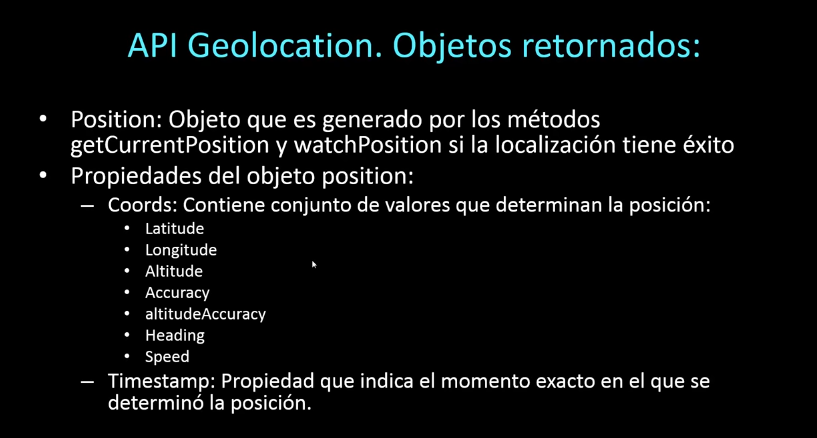 API Geolocation. Objetos retornados:
• Position: Objeto que es generado por los métodos
getCurrentPosition y watchPosition si la localización tiene éxito
• Propiedades del objeto position:
– Coords: Contiene conjunto de valores que determinan la posición:
• Latitude
• Longitude
• Altitude
• Accuracy
• altitudeAccuracy
• Heading
• Speed
– Timestamp: Propiedad que indica el momento exacto en el que se
determinó la posición.